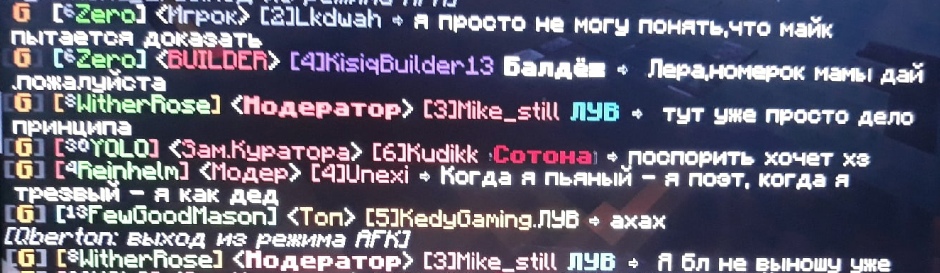 G [⁶Zero] <Игрок> [2]Lkdwah ➪ я просто не могу понять,что майк
пытается доказать
G [⁶Zero] <BUILDER> [4]KisiqBuilder13 Балдёж ➪ Лера,номерок мамы дай
,пожалуйста
[G] [⁸WitherRose] <Модератор> [3]Mike_still ЛУВ ➪ тут уже просто дело
принципа
[G] [³⁰YOLO] <Зам.Куратора> [6]Kudikk Сотона ➪ поспорить хочет хз
[G] [⁴Reinhelm] <Модер> [4]Unexi ➪ Когда я пьяный - я поэт, когда я
трезвый - я как дед
[G] [¹³FewGoodMason] <Топ> [5]KedyGaming.ЛУВ ➪ ахах
[Qberton: выход из режима AFK]
[G] [⁸WitherRose] <Модератор> [3]Mike_still ЛУВ ➪ Я бл не выношу уже